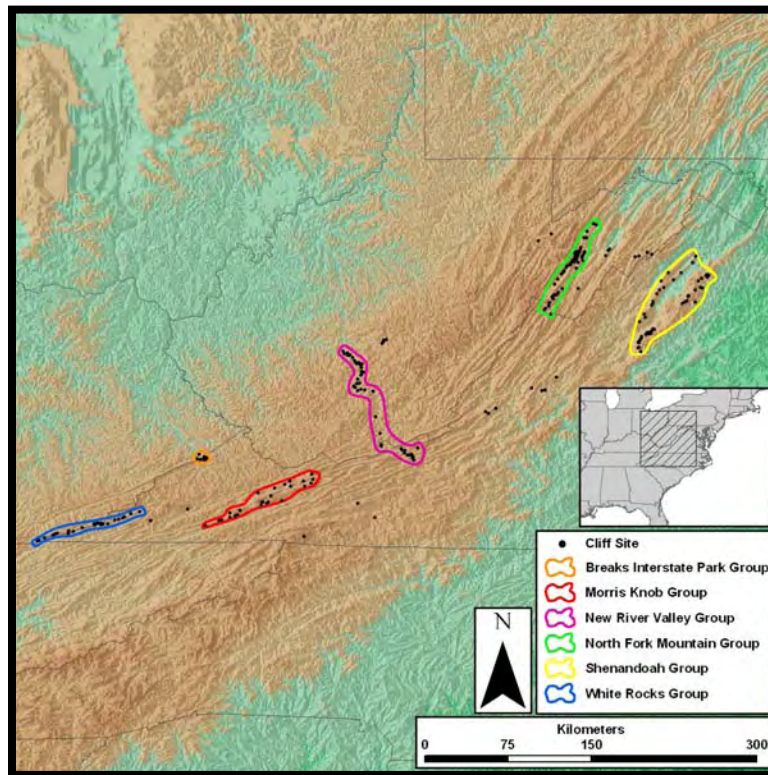 Cliff Site
Breaks Interstate Park Group
Morris Knob Group
New River Valley Group
North Fork Mountain Group
Shenandoah Group
White Rocks Group
N
Kilometers
0 75 150 300